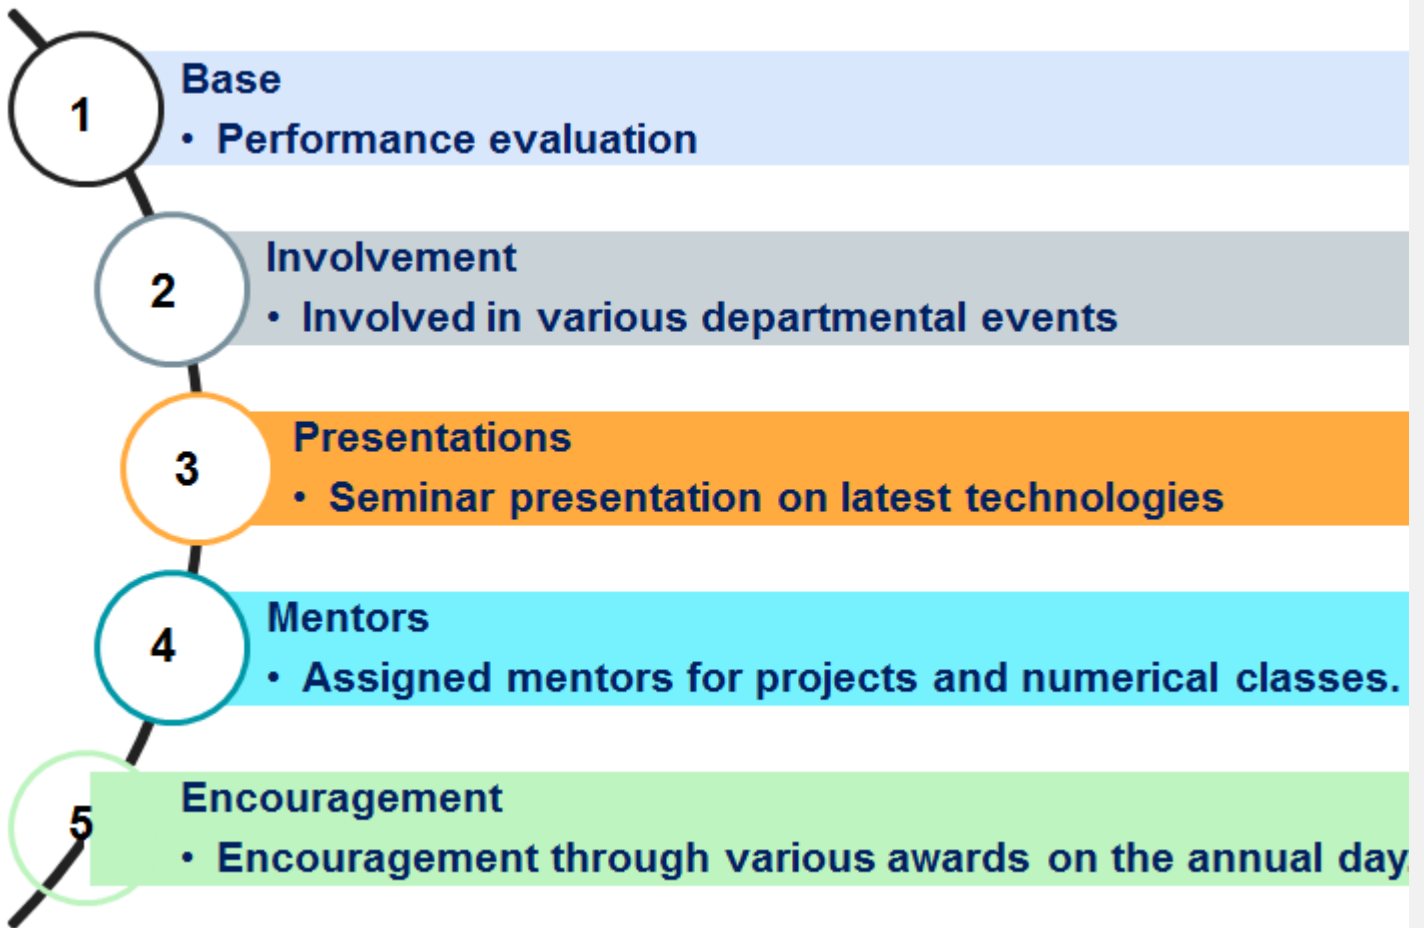 1
Base
• Performance evaluation
2
Involvement
• Involved in various departmental events
3
Presentations
• Seminar presentation on latest technologies
4
Mentors
• Assigned mentors for projects and numerical classes.
5
Encouragement
• Encouragement through various awards on the annual day.